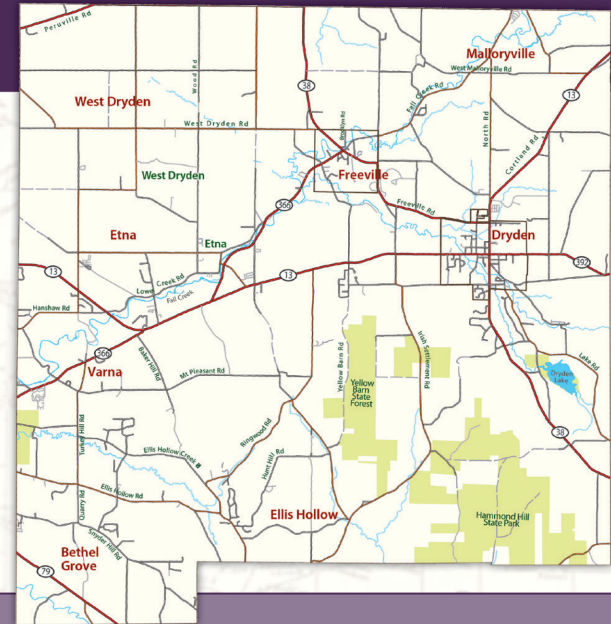 Peruville Rd
Malloryville
West Malloryville Rd
38
13
Wood Rd
West Dryden
Fall Creek Rd
North Rd
Cortland Rd
West Dryden Rd
Brooklyn Rd
West Dryden
Freeville
366
Freeville Rd
Etna
Etna
Dryden
13
13
392
Lower Creek Rd
Fall Creek
Hanshaw Rd
366
Baker Hill Rd
Varna
Mt Pleasant Rd
Yellow Barn Rd
Irish Settlement Rd
Lake Rd
Dryden
Lake
Yellow
Barn
State
Forest
Turkey Hill Rd
Ringwood Rd
38
Ellis Hollow Creek R
Hunt Hill Rd
Ellis Hollow Rd
Quarry Rd
Ellis Hollow
Hammond Hill
State Park
Snyder Hill Rd
Bethel
Grove
79